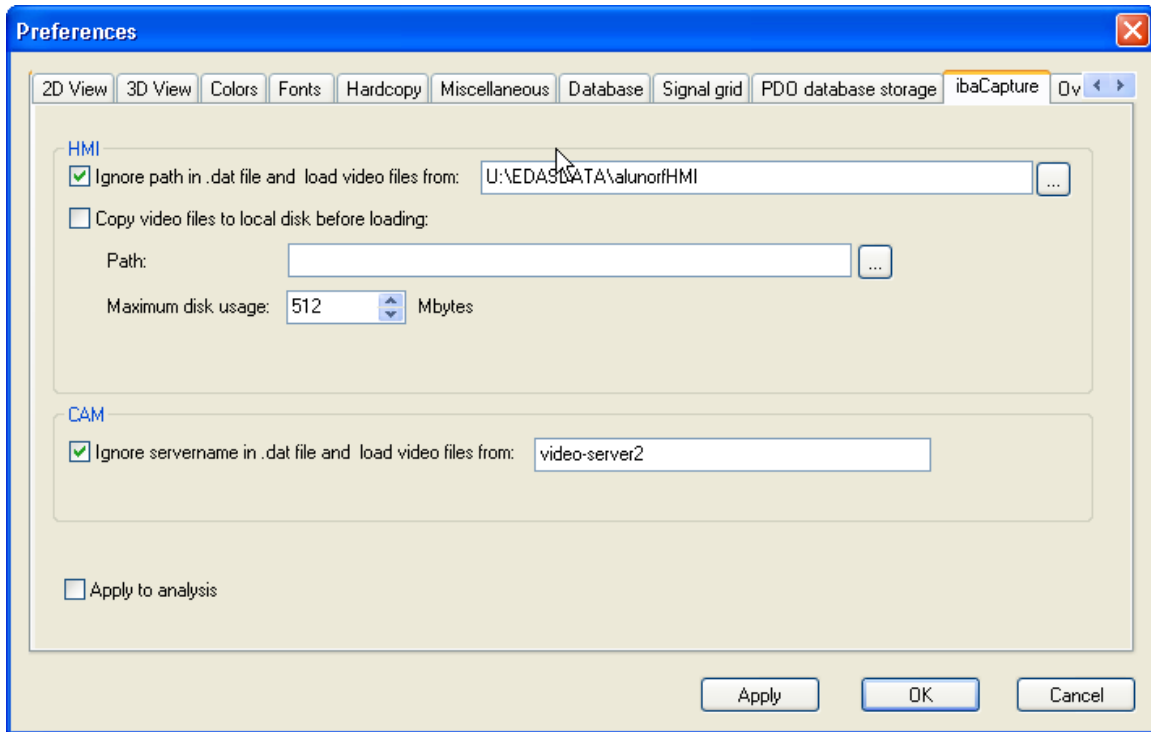 Preferences
2D View 3D View Colors Fonts Hardcopy Miscellaneous Database Signal grid PDO database storage ibaCapture Ov
HMI
Ignore path in .dat file and load video files from: U:\EDASDATA\alunorfHMI ...
Copy video files to local disk before loading:
Path: ...
Maximum disk usage: 512 Mbytes
CAM
Ignore servername in .dat file and load video files from: video-server2
Apply to analysis
Apply OK Cancel